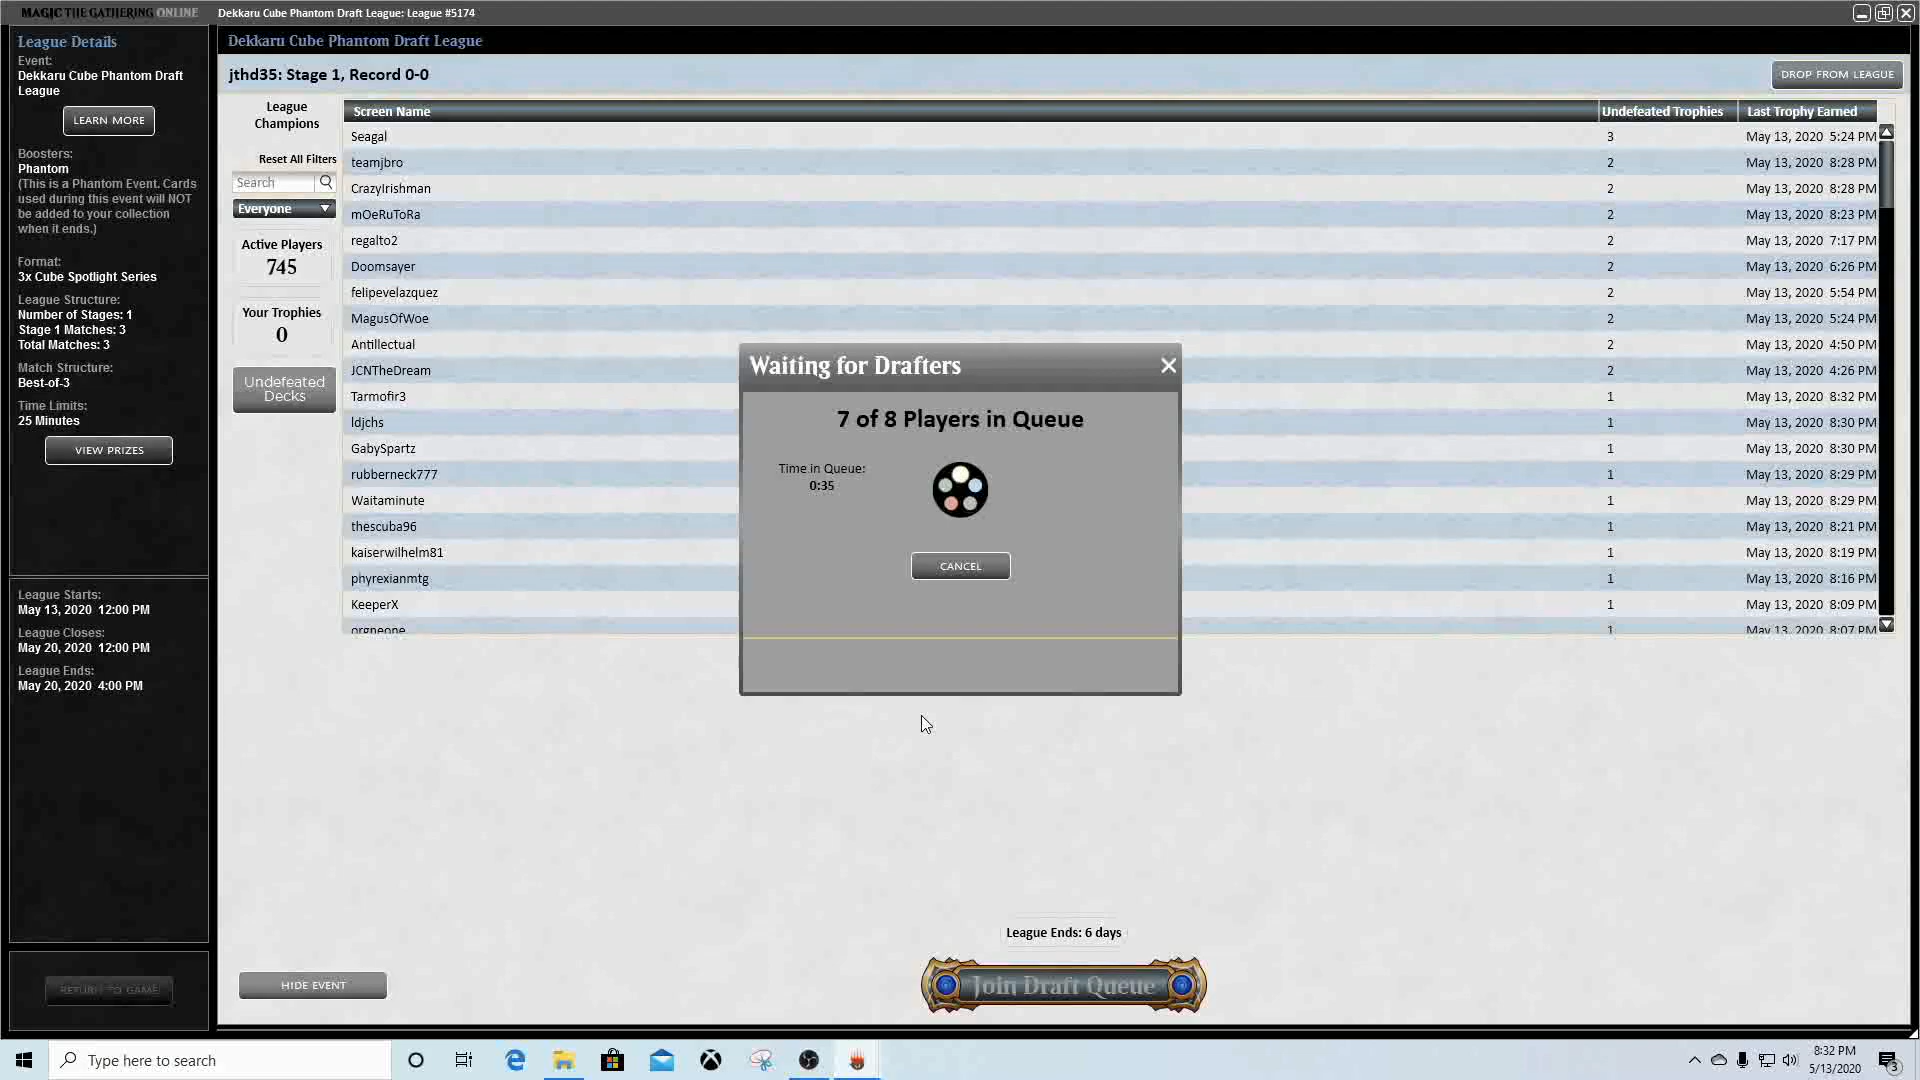 MAGIC THE GATHERING ONLINE
Dekkaru Cube Phantom Draft League: League #5174
League Details
Event:
Dekkaru Cube Phantom Draft
League
LEARN MORE
Boosters:
Phantom
(This is a Phantom Event. Cards
used during this event will NOT
be added to your collection
when it ends.)
Format:
3x Cube Spotlight Series
League Structure:
Number of Stages: 1
Stage 1 Matches: 3
Total Matches: 3
Match Structure:
Best-of-3
Time Limits:
25 Minutes
VIEW PRIZES
League Starts:
May 13, 2020 12:00 PM
League Closes:
May 20, 2020 12:00 PM
League Ends:
May 20, 2020 4:00 PM
RETURN TO GAME
Dekkaru Cube Phantom Draft League
jthd35: Stage 1, Record 0-0
DROP FROM LEAGUE
League
Champions
Reset All Filters
Search
Everyone
Active Players
745
Your Trophies
0
Undefeated
Decks
Screen Name Undefeated Trophies Last Trophy Earned
Seagal 3 May 13, 2020 5:24 PM
teamjbro 2 May 13, 2020 8:28 PM
CrazyIrishman 2 May 13, 2020 8:28 PM
mOeRuToRa 2 May 13, 2020 8:23 PM
regalto2 2 May 13, 2020 7:17 PM
Doomsayer 2 May 13, 2020 6:26 PM
felipevelazquez 2 May 13, 2020 5:54 PM
MagusOfWoe 2 May 13, 2020 5:24 PM
Antillectual 2 May 13, 2020 4:50 PM
JCNTheDream 2 May 13, 2020 4:26 PM
Tarmofir3 1 May 13, 2020 8:32 PM
ldjchs 1 May 13, 2020 8:30 PM
GabySpartz 1 May 13, 2020 8:30 PM
rubberneck777 1 May 13, 2020 8:29 PM
Waitaminute 1 May 13, 2020 8:29 PM
thescuba96 1 May 13, 2020 8:21 PM
kaiserwilhelm81 1 May 13, 2020 8:19 PM
phyrexianmtg 1 May 13, 2020 8:16 PM
KeeperX 1 May 13, 2020 8:09 PM
orgneone 1 May 13, 2020 8:07 PM
Waiting for Drafters
7 of 8 Players in Queue
Time in Queue:
0:35
CANCEL
League Ends: 6 days
HIDE EVENT
Join Draft Queue
Type here to search
8:32 PM
5/13/2020
3